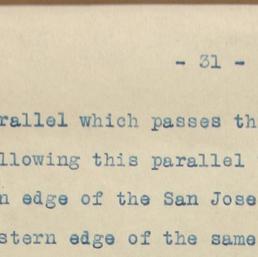 - 31 -
rallel which passes th
llowing this parallel
n edge of the San Jose
stern edge of the same